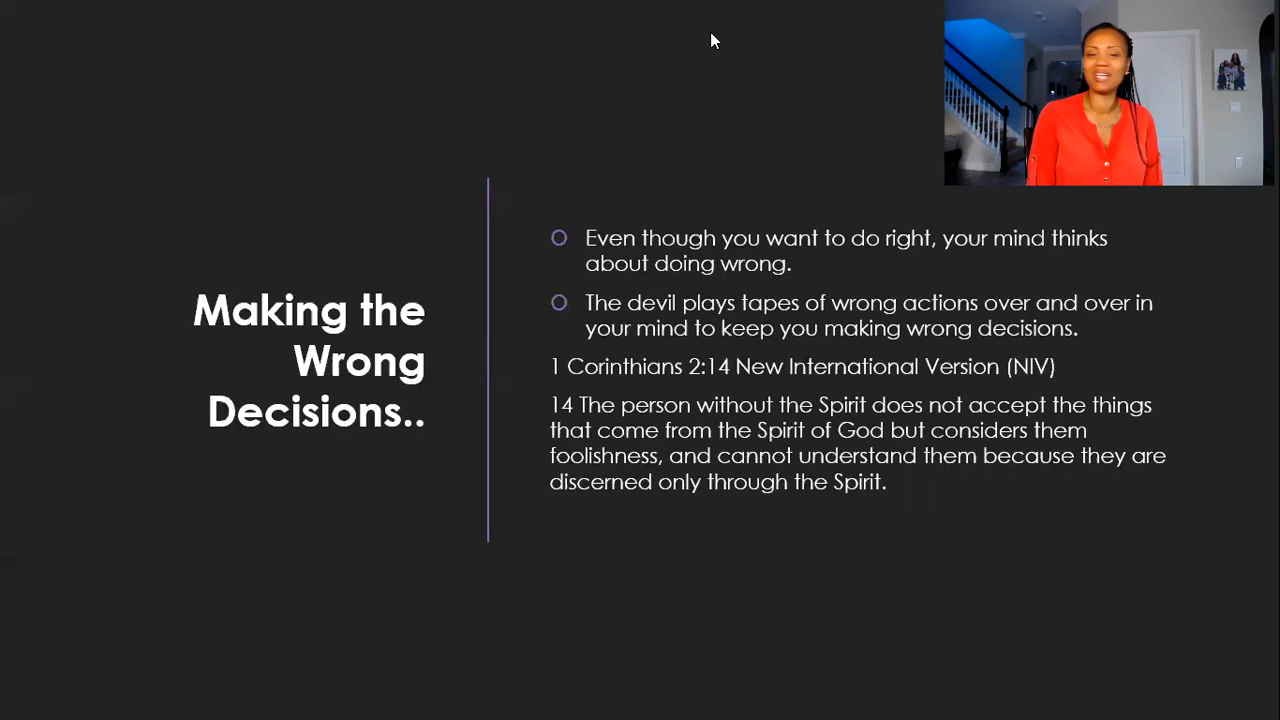 Making the
Wrong
Decisions..
Even though you want to do right, your mind thinks
about doing wrong.
The devil plays tapes of wrong actions over and over in
your mind to keep you making wrong decisions.
1 Corinthians 2:14 New International Version (NIV)
14 The person without the Spirit does not accept the things
that come from the Spirit of God but considers them
foolishness, and cannot understand them because they are
discerned only through the Spirit.